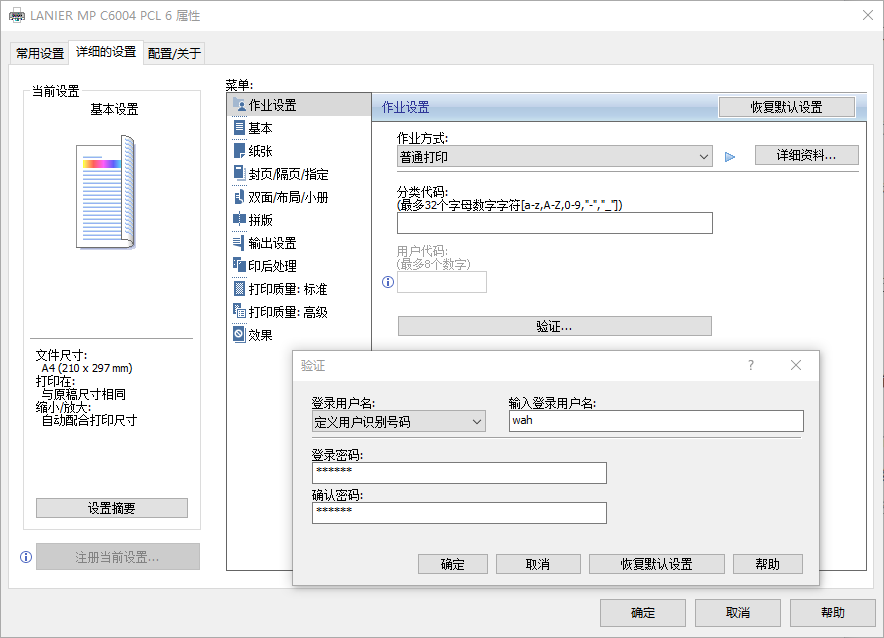 LANIER MP C6004 PCL 6 属性
常用设置 详细的设置 配置/关于
当前设置
基本设置
文件尺寸:
A4 (210 x 297 mm)
打印在:
与原稿尺寸相同
缩小/放大:
自动配合打印尺寸
设置摘要
注册当前设置...
菜单:
作业设置
基本
纸张
封页/隔页/指定
双面/布局/小册
拼版
输出设置
印后处理
打印质量: 标准
打印质量: 高级
效果
作业设置 恢复默认设置
作业方式:
普通打印 详细资料...
分类代码:
(最多32个字母数字字符[a-z,A-Z,0-9,"-","_"])
用户代码:
(最多8个数字)
验证...
验证 ?
登录用户名: 输入登录用户名:
定义用户识别号码 wah
登录密码:
******
确认密码:
******
确定 取消 恢复默认设置 帮助
确定 取消 帮助